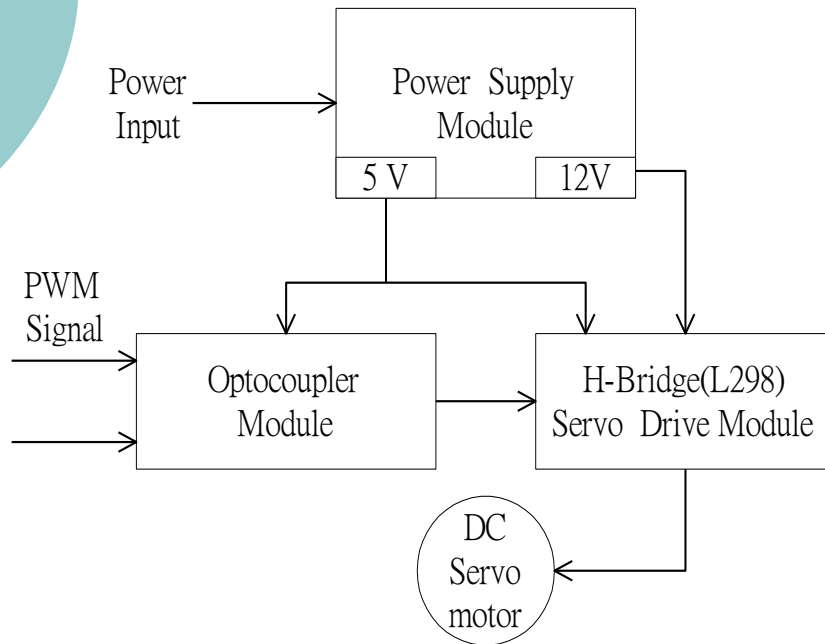 Power
Input
Power Supply
Module
5 V
12V
PWM
Signal
Optocoupler
Module
H-Bridge(L298)
Servo Drive Module
DC
Servo
motor